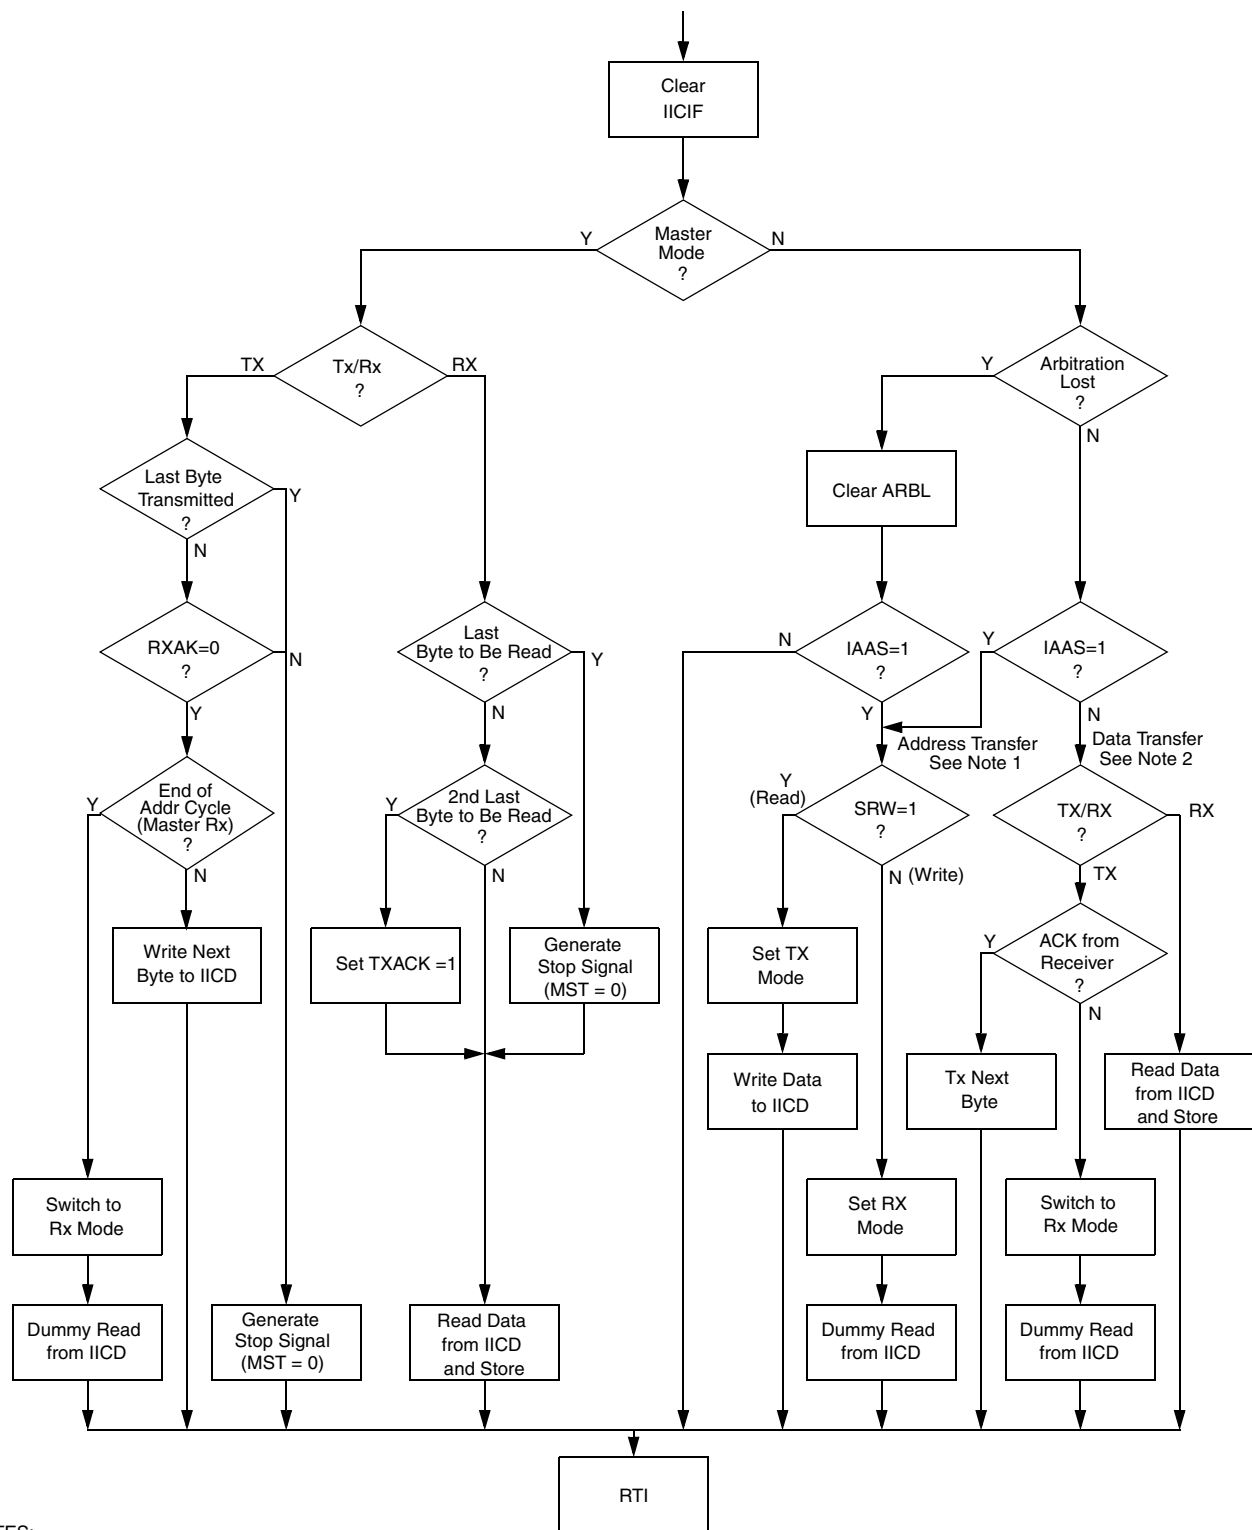 Clear
IICIF
Master
Mode
?
Y
N
Tx/Rx
?
TX
RX
Arbitration
Lost
?
Y
N
Last Byte
Transmitted
?
Y
N
Clear ARBL
RXAK=0
?
N
Y
Last
Byte to Be Read
?
Y
N
IAAS=1
?
N
Y
IAAS=1
?
Y
N
Address Transfer
See Note 1
Data Transfer
See Note 2
End of
Addr Cycle
(Master Rx)
?
Y
N
2nd Last
Byte to Be Read
?
Y
N
Y
(Read)
SRW=1
?
N (Write)
TX/RX
?
RX
TX
Write Next
Byte to IICD
Set TXACK =1
Generate
Stop Signal
(MST = 0)
Set TX
Mode
Y
ACK from
Receiver
?
N
Write Data
to IICD
Tx Next
Byte
Read Data
from IICD
and Store
Switch to
Rx Mode
Set RX
Mode
Switch to
Rx Mode
Dummy Read
from IICD
Generate
Stop Signal
(MST = 0)
Read Data
from IICD
and Store
Dummy Read
from IICD
Dummy Read
from IICD
RTI